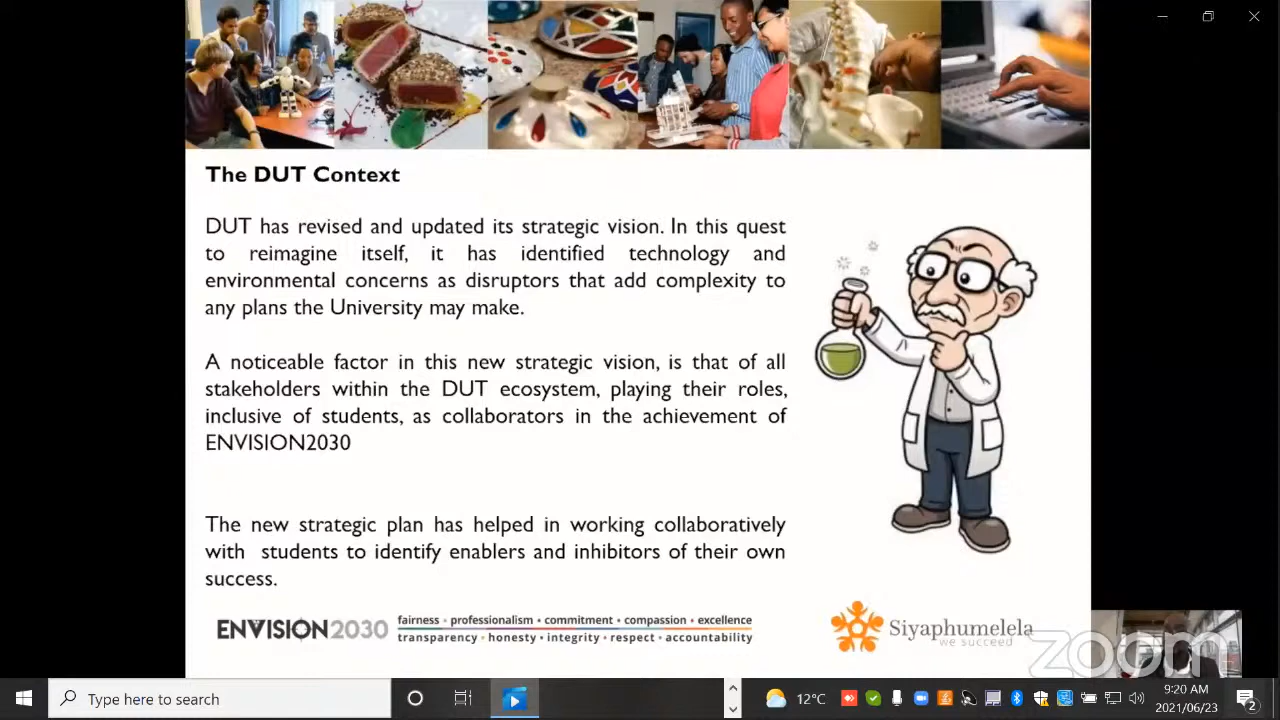 The DUT Context
DUT has revised and updated its strategic vision. In this quest
to reimagine itself, it has identified technology and
environmental concerns as disruptors that add complexity to
any plans the University may make.
A noticeable factor in this new strategic vision, is that of all
stakeholders within the DUT ecosystem, playing their roles,
inclusive of students, as collaborators in the achievement of
ENVISION2030
The new strategic plan has helped in working collaboratively
with students to identify enablers and inhibitors of their own
success.
ENVISION2030
fairness • professionalism • commitment • compassion • excellence
transparency • honesty • integrity • respect • accountability
Siyaphumelela
we succeed
zoom
Type here to search
12°C
9:20 AM
2021/06/23
2